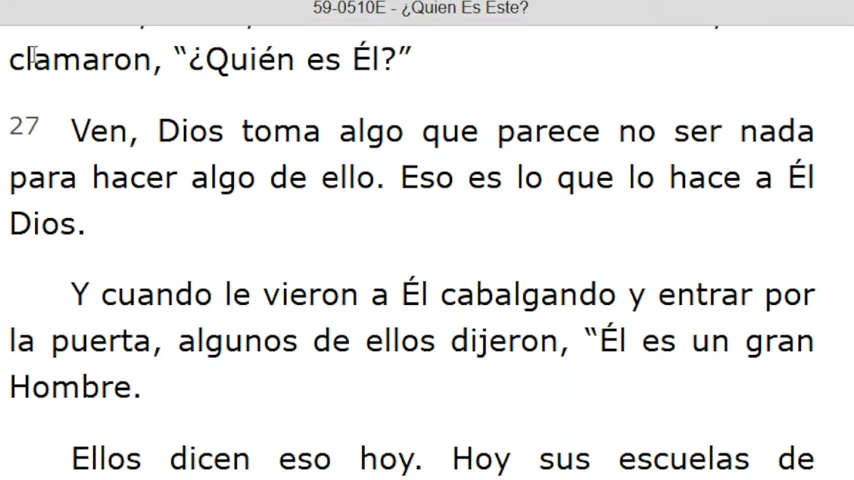 59-0510E - ¿Quien Es Este?
clamaron, “¿Quién es Él?”
27 Ven, Dios toma algo que parece no ser nada
para hacer algo de ello. Eso es lo que lo hace a Él
Dios.
Y cuando le vieron a Él cabalgando y entrar por
la puerta, algunos de ellos dijeron, “Él es un gran
Hombre.
Ellos dicen eso hoy. Hoy sus escuelas de